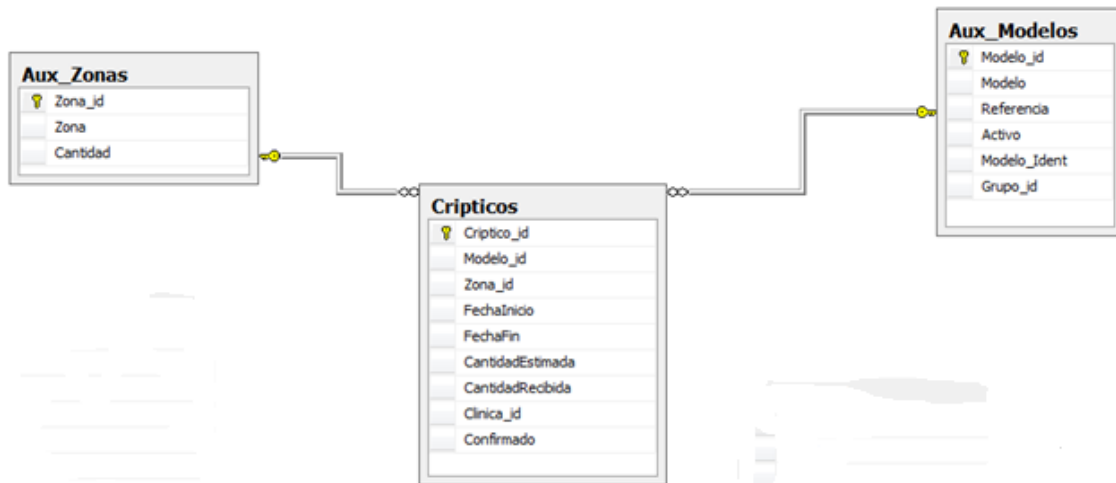 Aux_Zonas
Zona_id
Zona
Cantidad
Cripticos
Criptico_id
Modelo_id
Zona_id
FechaInicio
FechaFin
CantidadEstimada
CantidadRecibida
Clinica_id
Confirmado
Aux_Modelos
Modelo_id
Modelo
Referencia
Activo
Modelo_Ident
Grupo_id